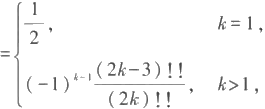 = { 1/2 , k = 1 ,
(-1)^{k-1} (2k-3)!!/(2k)!! , k>1 ,